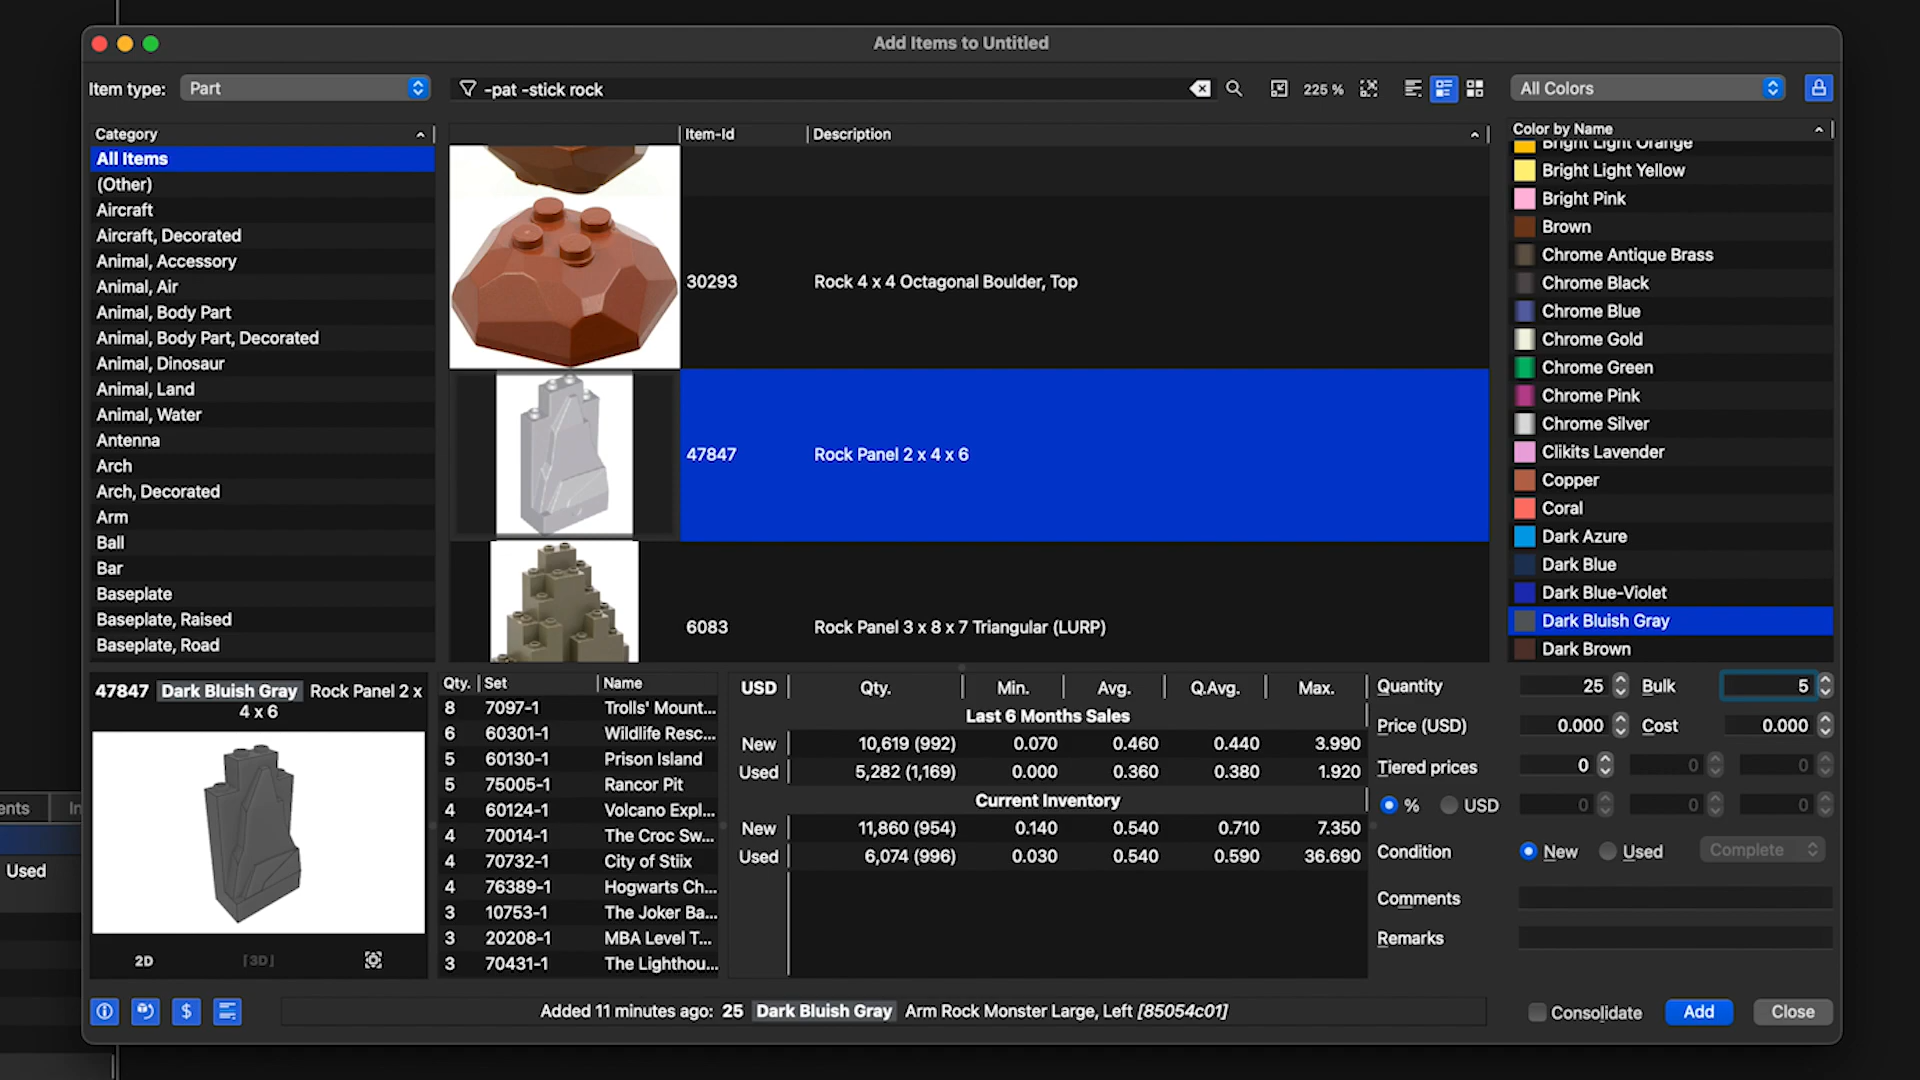 Add Items to Untitled
Item type: Part
-pat -stick rock
225 %
All Colors
Category
All Items
(Other)
Aircraft
Aircraft, Decorated
Animal, Accessory
Animal, Air
Animal, Body Part
Animal, Body Part, Decorated
Animal, Dinosaur
Animal, Land
Animal, Water
Antenna
Arch
Arch, Decorated
Arm
Ball
Bar
Baseplate
Baseplate, Raised
Baseplate, Road
Item-Id Description
30293 Rock 4 x 4 Octagonal Boulder, Top
47847 Rock Panel 2 x 4 x 6
6083 Rock Panel 3 x 8 x 7 Triangular (LURP)
Color by Name
Bright Light Orange
Bright Light Yellow
Bright Pink
Brown
Chrome Antique Brass
Chrome Black
Chrome Blue
Chrome Gold
Chrome Green
Chrome Pink
Chrome Silver
Clikits Lavender
Copper
Coral
Dark Azure
Dark Blue
Dark Blue-Violet
Dark Bluish Gray
Dark Brown
47847 Dark Bluish Gray Rock Panel 2 x
4 x 6
2D [3D]
Qty. Set Name
8 7097-1 Trolls' Mount...
6 60301-1 Wildlife Resc...
5 60130-1 Prison Island
5 75005-1 Rancor Pit
4 60124-1 Volcano Expl...
4 70014-1 The Croc Sw...
4 70732-1 City of Stiix
4 76389-1 Hogwarts Ch...
3 10753-1 The Joker Ba...
3 20208-1 MBA Level T...
3 70431-1 The Lighthou...
USD Qty. Min. Avg. Q.Avg. Max.
Last 6 Months Sales
New 10,619 (992) 0.070 0.460 0.440 3.990
Used 5,282 (1,169) 0.000 0.360 0.380 1.920
Current Inventory
New 11,860 (954) 0.140 0.540 0.710 7.350
Used 6,074 (996) 0.030 0.540 0.590 36.690
Quantity 25 Bulk 5
Price (USD) 0.000 Cost 0.000
Tiered prices 0 0 0
% USD 0 0 0
Condition New Used Complete
Comments
Remarks
Added 11 minutes ago: 25 Dark Bluish Gray Arm Rock Monster Large, Left [85054c01]
Consolidate Add Close
ents In
Used